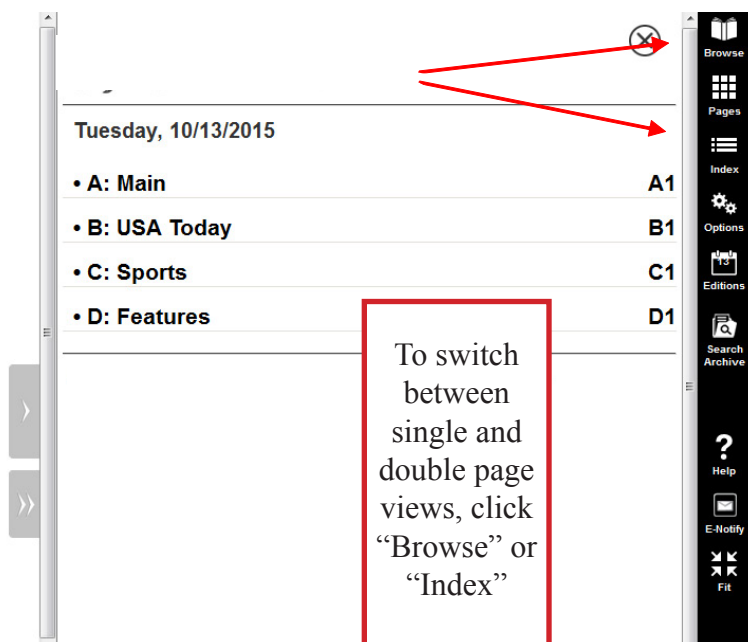 Tuesday, 10/13/2015
• A: Main A1
• B: USA Today B1
• C: Sports C1
• D: Features D1
To switch
between
single and
double page
views, click
“Browse” or
“Index”
Browse
Pages
Index
Options
13
Editions
Search
Archive
?
Help
E-Notify
Fit